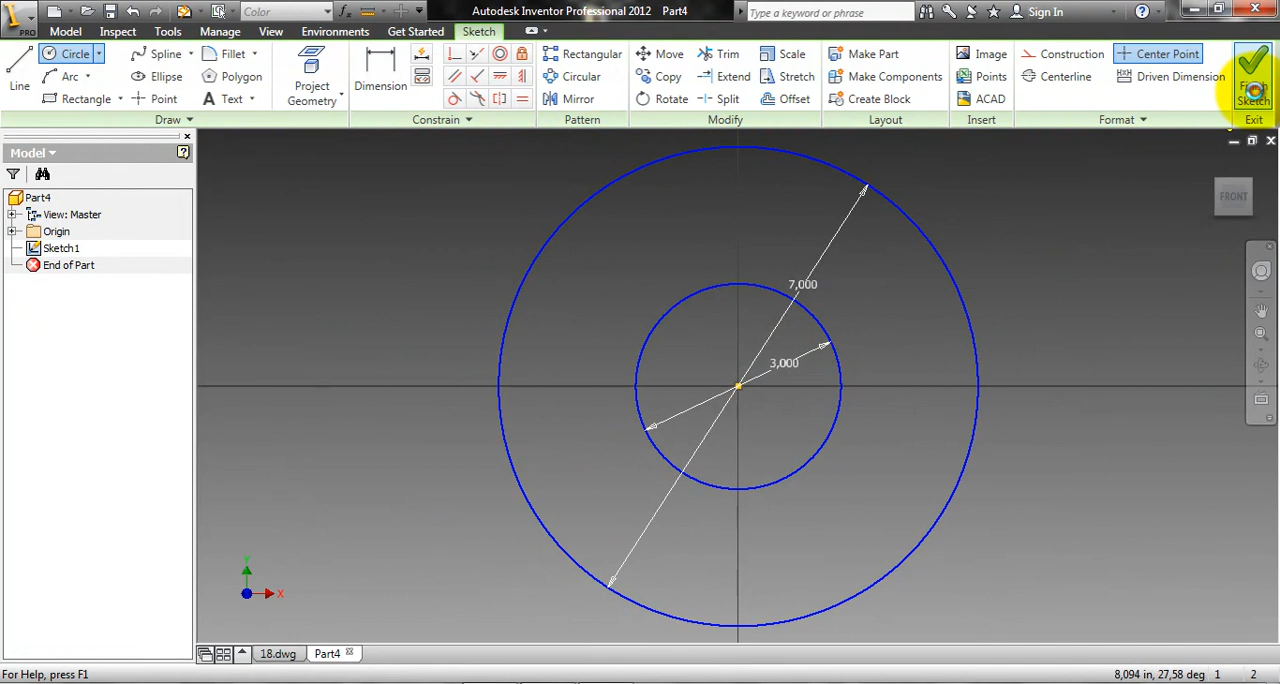 PRO
Color
Autodesk Inventor Professional 2012 Part4
Type a keyword or phrase
Sign In
Model Inspect Tools Manage View Environments Get Started Sketch
Line
Circle
Arc
Rectangle
Spline
Ellipse
Point
Fillet
Polygon
Text
Project
Geometry
Dimension
Rectangular
Circular
Mirror
Move
Copy
Rotate
Trim
Extend
Split
Scale
Stretch
Offset
Make Part
Make Components
Create Block
Image
Points
ACAD
Construction
Centerline
Center Point
Driven Dimension
Finish
Sketch
Draw Constrain Pattern Modify Layout Insert Format Exit
Model
Part4
View: Master
Origin
Sketch1
End of Part
FRONT
7,000
3,000
Y
X
18.dwg Part4
For Help, press F1
8,094 in, 27,58 deg 1 2